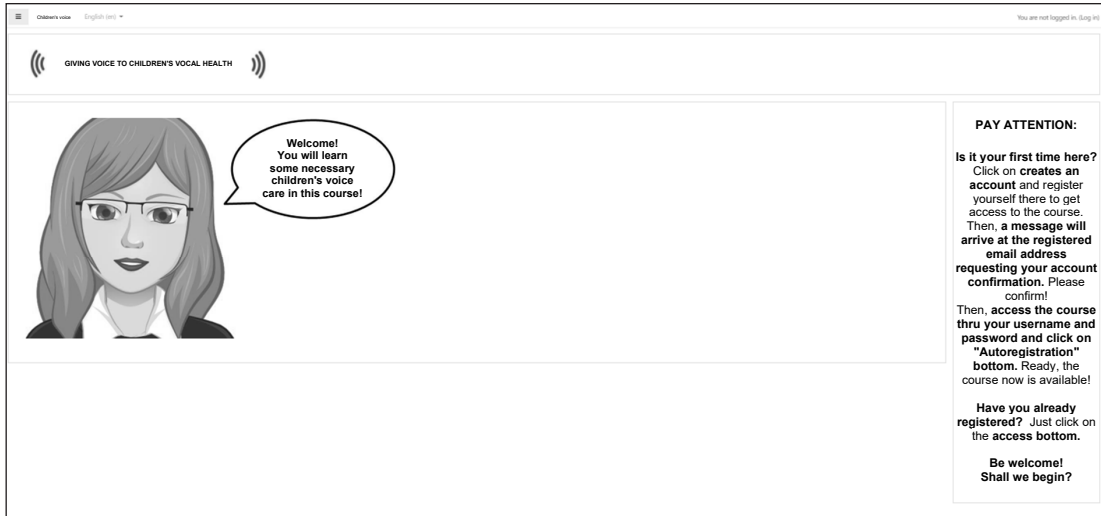 Children's voice English (en)
You are not logged in. (Log in)
GIVING VOICE TO CHILDREN'S VOCAL HEALTH
Welcome!
You will learn
some necessary
children's voice
care in this course!
PAY ATTENTION:
Is it your first time here?
Click on creates an
account and register
yourself there to get
access to the course.
Then, a message will
arrive at the registered
email address
requesting your account
confirmation. Please
confirm!
Then, access the course
thru your username and
password and click on
"Autoregistration"
bottom. Ready, the
course now is available!
Have you already
registered? Just click on
the access bottom.
Be welcome!
Shall we begin?